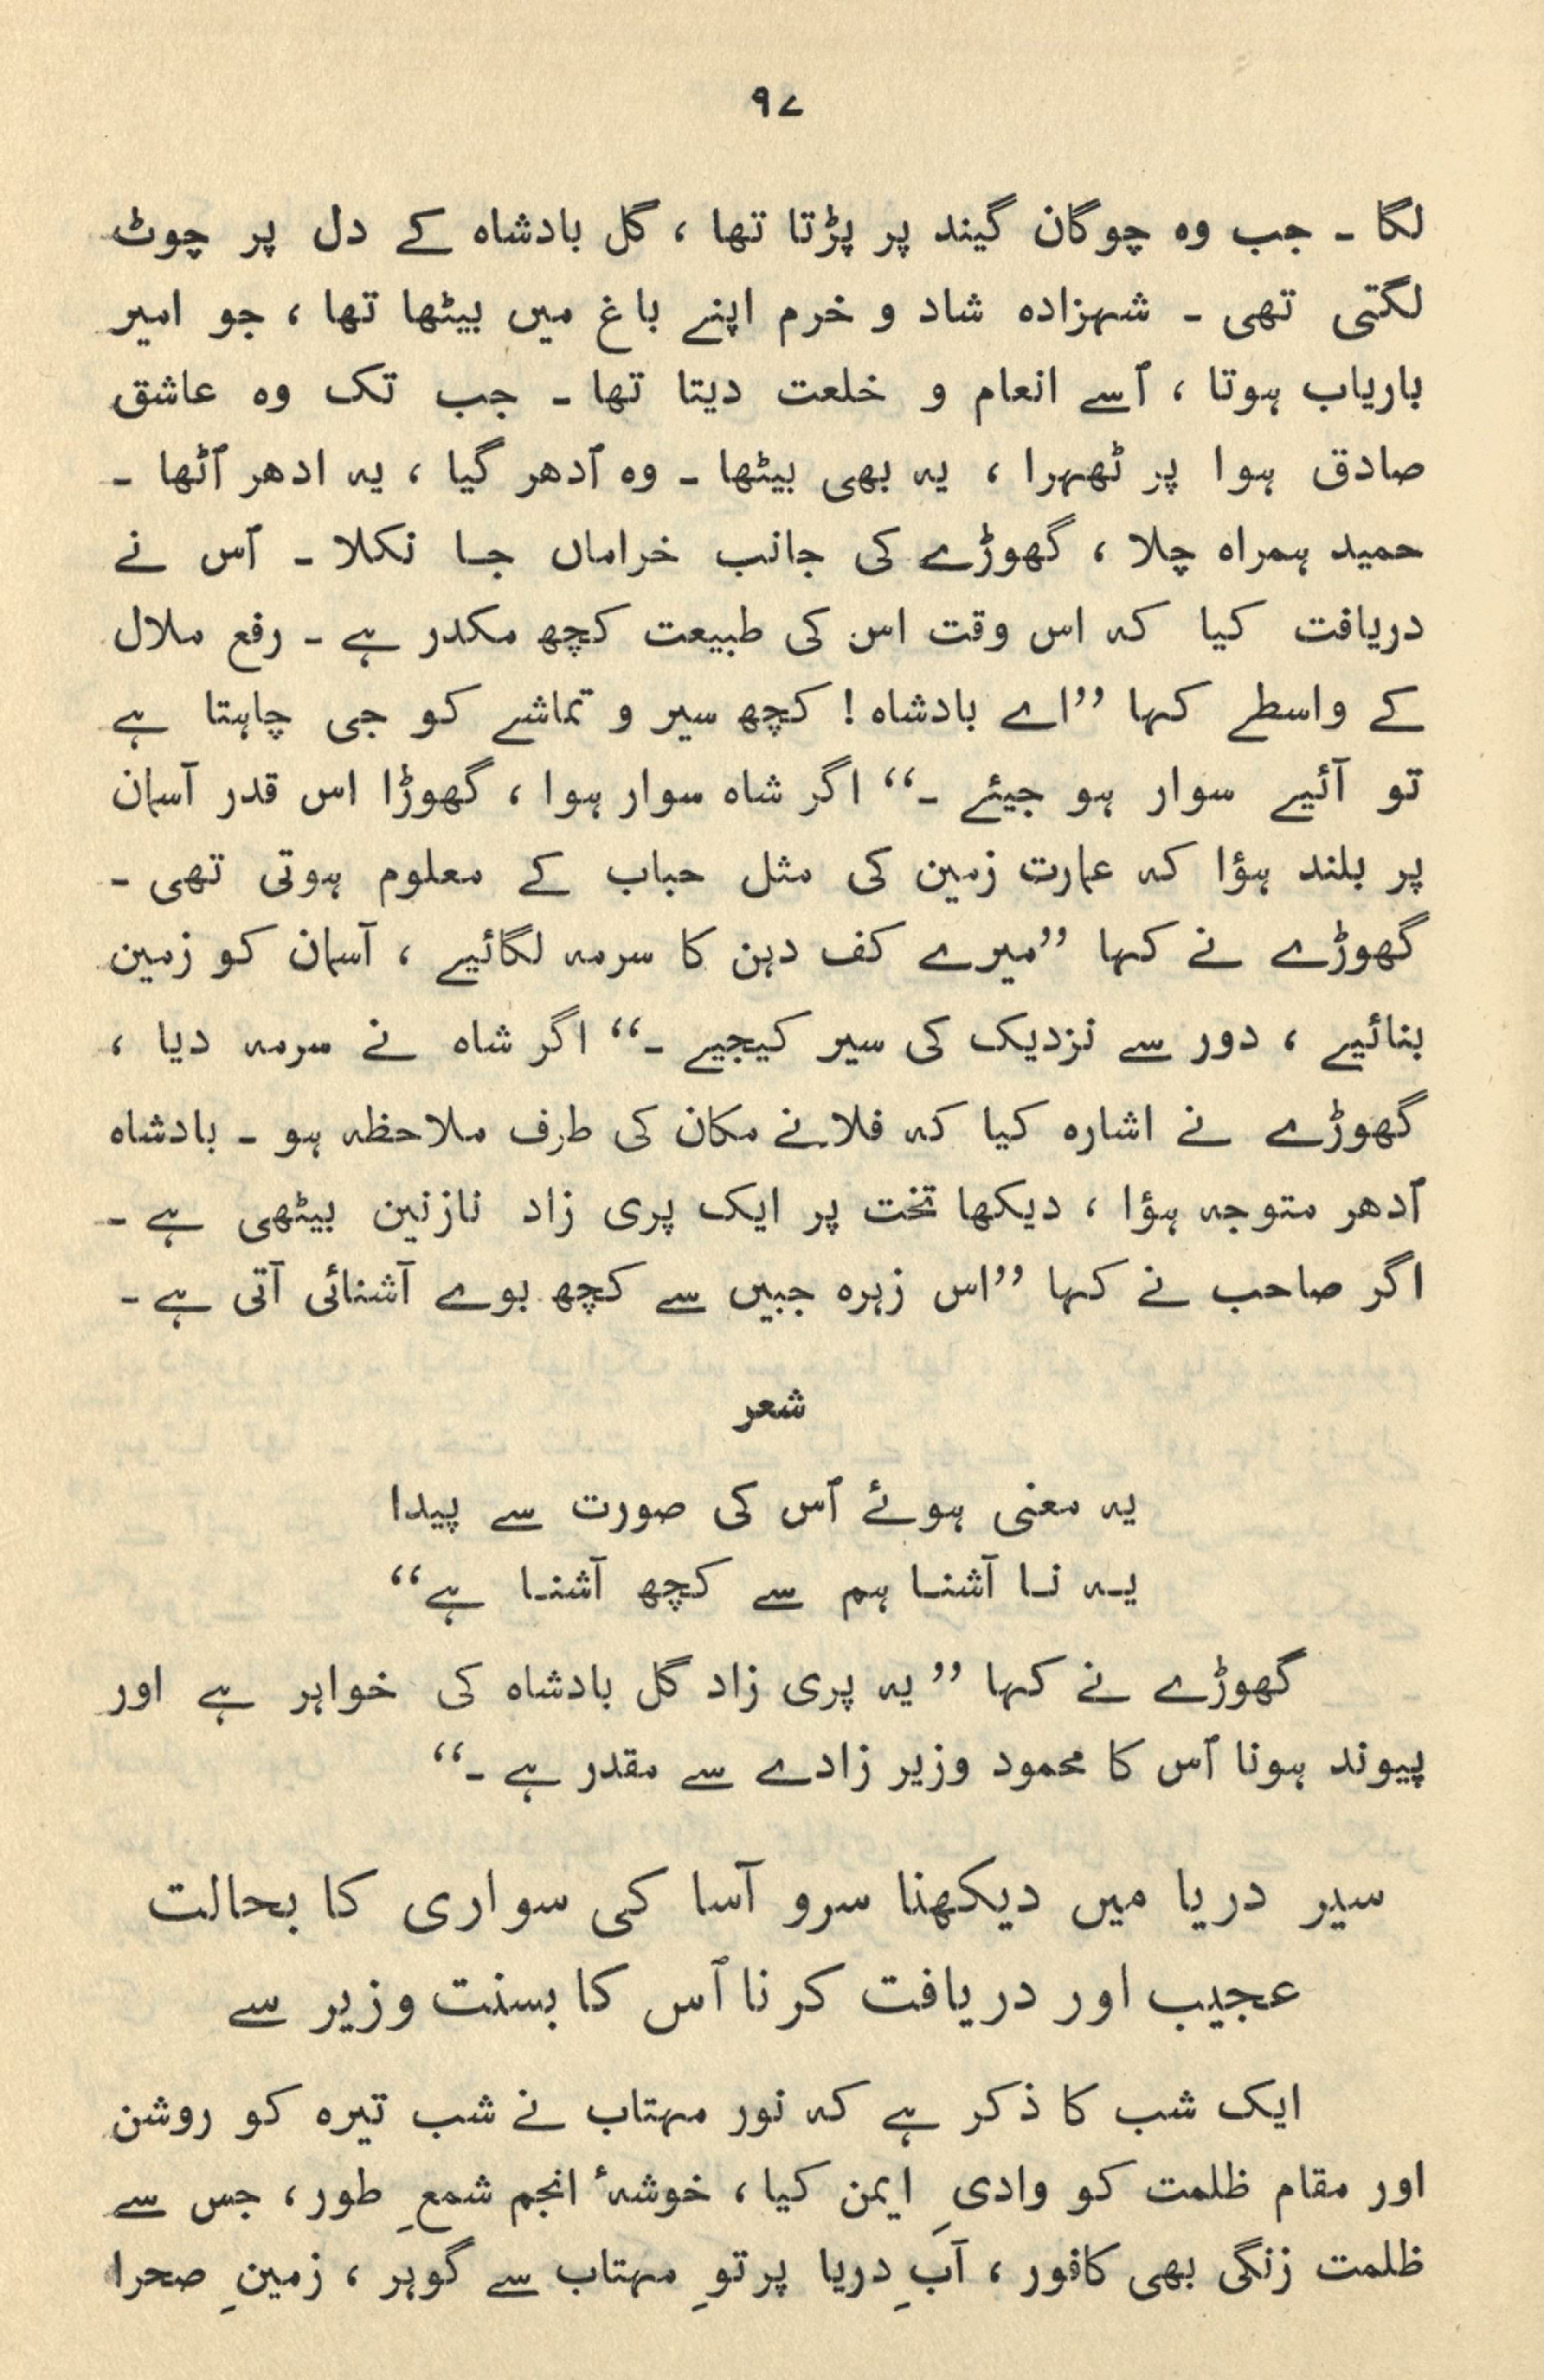 ۹۷
لگا ۔ جب وہ چوگان گیند پر پڑتا تھا ، گل بادشاہ کے دل پر چوٹ
لگتی تھی ۔ شہزادہ شاد و خرم اپنے باغ میں بیٹھا تھا ، جو امیر
باریاب ہوتا ، اُسے انعام و خلعت دیتا تھا ۔ جب تک وہ عاشق
صادق ہوا پر ٹھہرا ، یہ بھی بیٹھا ۔ وہ اُدھر گیا ، یہ ادھر اُٹھا ۔
حمید ہمراہ چلا ، گھوڑے کی جانب خراماں جا نکلا ۔ اُس نے
دریافت کیا کہ اس وقت اس کی طبیعت کچھ مکدر ہے ۔ رفع ملال
کے واسطے کہا ”اے بادشاہ ! کچھ سیر و تماشے کو جی چاہتا ہے
تو آئیے سوار ہو جیئے ۔“ اگر شاہ سوار ہوا ، گھوڑا اس قدر آسمان
پر بلند ہؤا کہ عمارت زمین کی مثل حباب کے معلوم ہوتی تھی ۔
گھوڑے نے کہا ”میرے کف دہن کا سرمہ لگائیے ، آسمان کو زمین
بنائیے ، دور سے نزدیک کی سیر کیجیے ۔“ اگر شاہ نے سرمہ دیا ،
گھوڑے نے اشارہ کیا کہ فلانے مکان کی طرف ملاحظہ ہو ۔ بادشاہ
اُدھر متوجہ ہؤا ، دیکھا تخت پر ایک پری زاد نازنین بیٹھی ہے ۔
اگر صاحب نے کہا ”اس زہرہ جبیں سے کچھ بوے آشنائی آتی ہے ۔
شعر
یہ معنی ہوئے اُس کی صورت سے پیدا
یہ نا آشنا ہم سے کچھ آشنا ہے“
گھوڑے نے کہا ” یہ پری زاد گل بادشاہ کی خواہر ہے اور
پیوند ہونا اُس کا محمود وزیر زادے سے مقدر ہے ۔“
سیر دریا میں دیکھنا سرو آسا کی سواری کا بحالت
عجیب اور دریافت کرنا اُس کا بسنت وزیر سے
ایک شب کا ذکر ہے کہ نور مہتاب نے شب تیرہ کو روشن
اور مقام ظلمت کو وادیِ ایمن کیا ، خوشۂ انجم شمعِ طور ، جس سے
ظلمت زنگی بھی کافور ، آبِ دریا پرتوِ مہتاب سے گوہر ، زمینِ صحرا